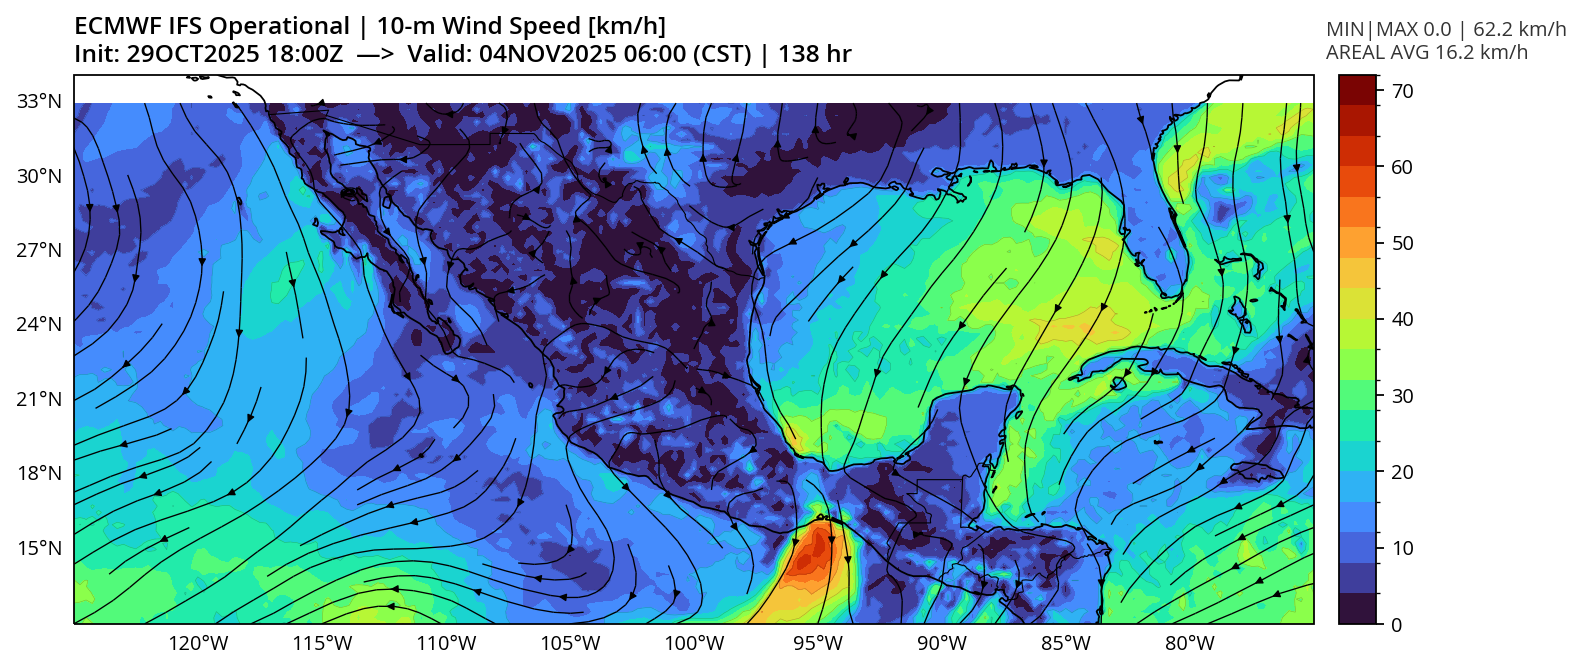 ECMWF IFS Operational | 10-m Wind Speed [km/h]
Init: 29OCT2025 18:00Z —> Valid: 04NOV2025 06:00 (CST) | 138 hr
MIN|MAX 0.0 | 62.2 km/h
AREAL AVG 16.2 km/h
33°N
30°N
27°N
24°N
21°N
18°N
15°N
120°W 115°W 110°W 105°W 100°W 95°W 90°W 85°W 80°W
70
60
50
40
30
20
10
0